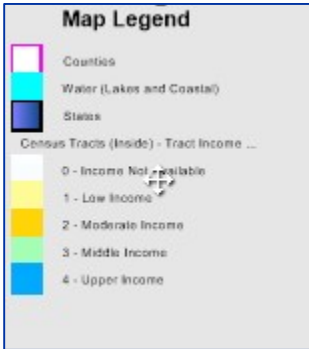 Map Legend
Counties
Water (Lakes and Coastal)
States
Census Tracts (Inside) - Tract Income ...
0 - Income Not Available
1 - Low Income
2 - Moderate Income
3 - Middle Income
4 - Upper Income